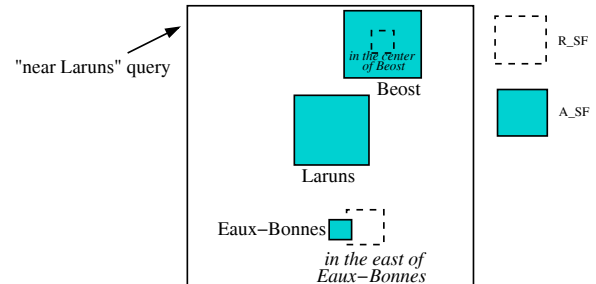 R_SF
"near Laruns" query
in the center
of Beost
Beost
A_SF
Laruns
Eaux−Bonnes
in the east of
Eaux−Bonnes